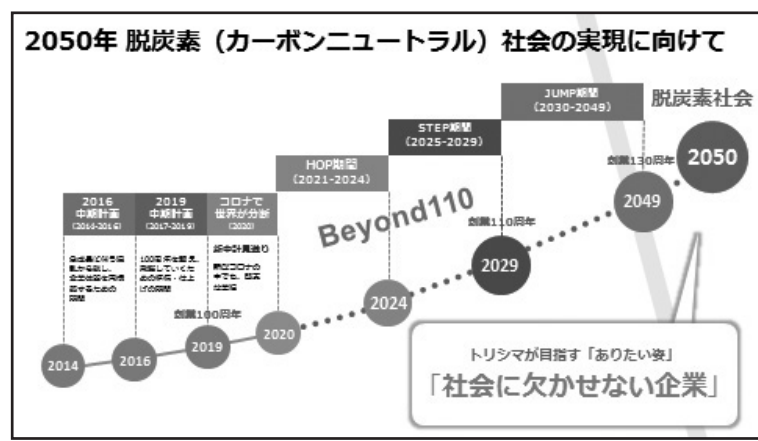 2050年 脱炭素（カーボンニュートラル）社会の実現に向けて
JUMP期間
（2030-2049）
脱炭素社会
STEP期間
（2025-2029）
HOP期間
（2021-2024）
2016
中期計画
（2014-2016）
2019
中期計画
（2017-2019）
コロナで
世界が分断
（2020）
創業130周年
2050
2049
Beyond110
創業110周年
2029
2024
創業100周年
2020
2019
2016
2014
トリシマが目指す「ありたい姿」
「社会に欠かせない企業」